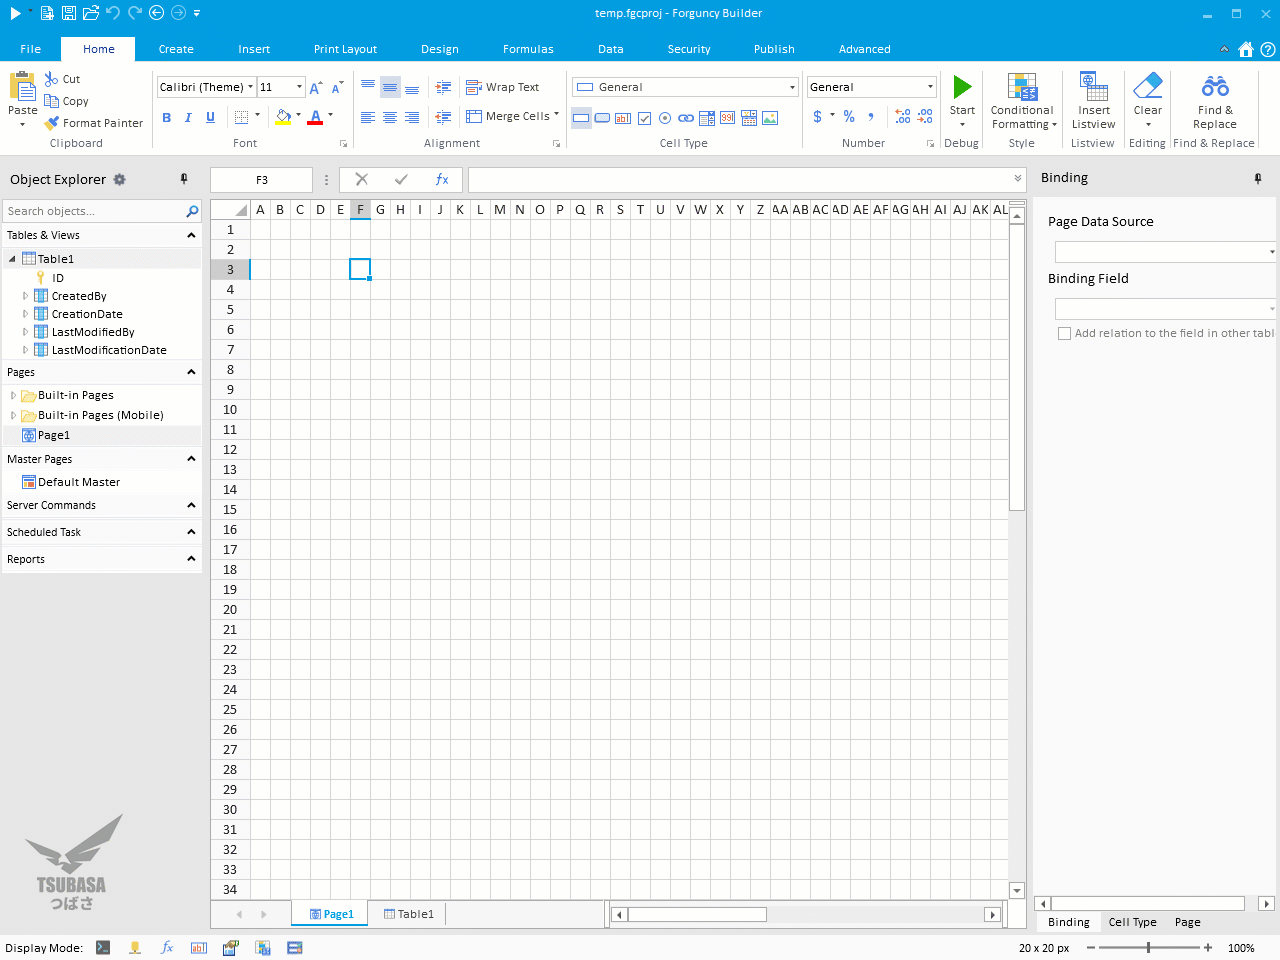 temp.fgcproj - Forguncy Builder
File Home Create Insert Print Layout Design Formulas Data Security Publish Advanced
Paste
Cut
Copy
Format Painter
Clipboard
Calibri (Theme) 11
B I U A
Font
Wrap Text
Merge Cells
Alignment
General
Cell Type
General
$ % ,
Number
Start
Debug
Conditional
Formatting
Style
Insert
Listview
Listview
Clear
Editing
Find &
Replace
Find & Replace
Object Explorer
Search objects...
Tables & Views
Table1
ID
CreatedBy
CreationDate
LastModifiedBy
LastModificationDate
Pages
Built-in Pages
Built-in Pages (Mobile)
Page1
Master Pages
Default Master
Server Commands
Scheduled Task
Reports
TSUBASA
つばさ
F3
fx
A B C D E F G H I J K L M N O P Q R S T U V W X Y Z AA AB AC AD AE AF AG AH AI AJ AK AL
1
2
3
4
5
6
7
8
9
10
11
12
13
14
15
16
17
18
19
20
21
22
23
24
25
26
27
28
29
30
31
32
33
34
Page1 Table1
Binding
Page Data Source
Binding Field
Add relation to the field in other tabl
Binding Cell Type Page
Display Mode:
20 x 20 px
100%